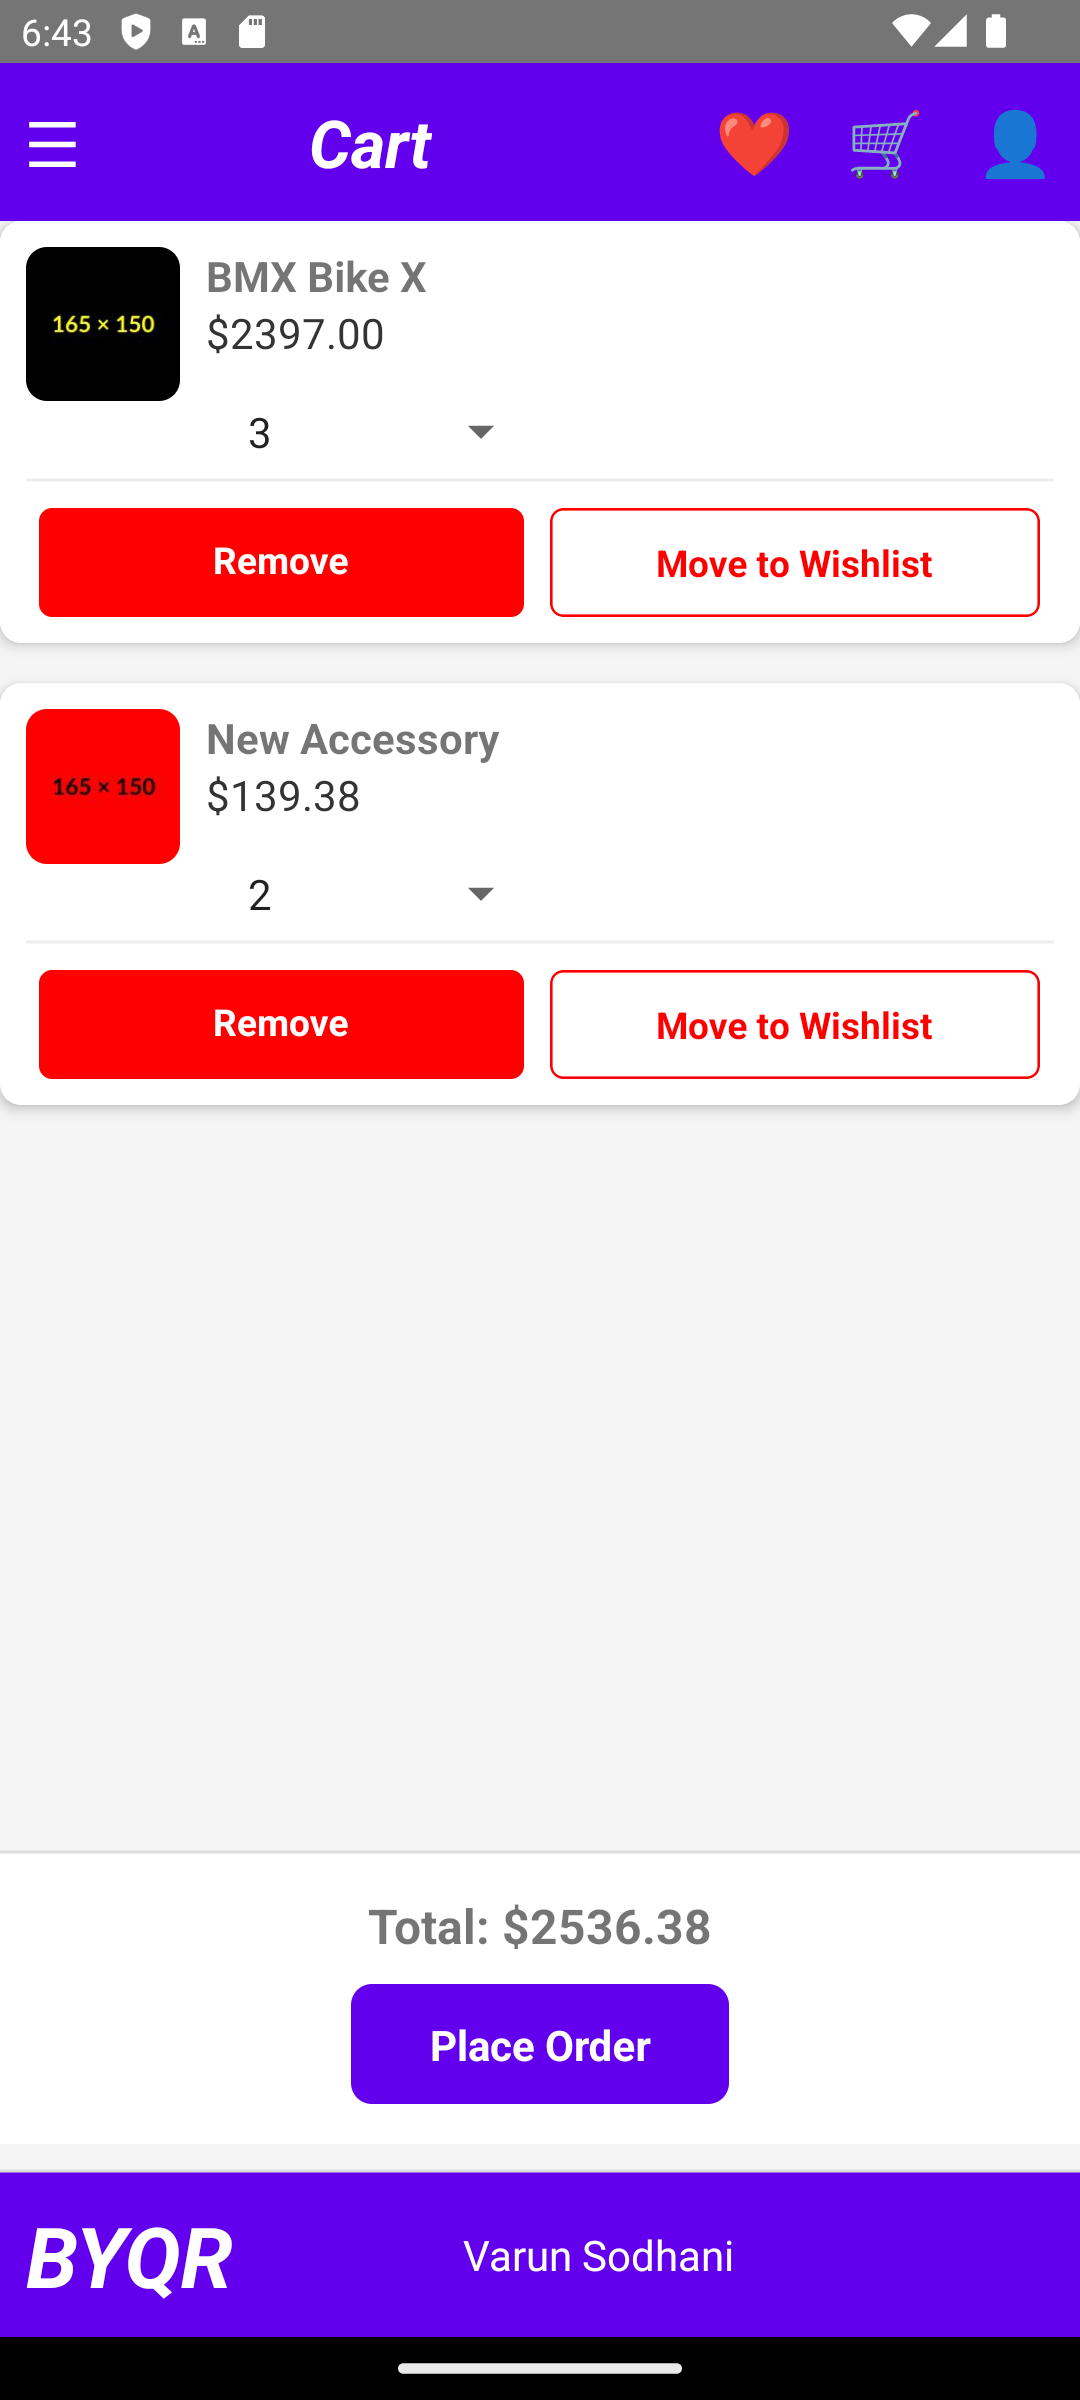 6:43
Cart
165 × 150
BMX Bike X
$2397.00
3
Remove
Move to Wishlist
165 × 150
New Accessory
$139.38
2
Remove
Move to Wishlist
Total: $2536.38
Place Order
BYQR
Varun Sodhani